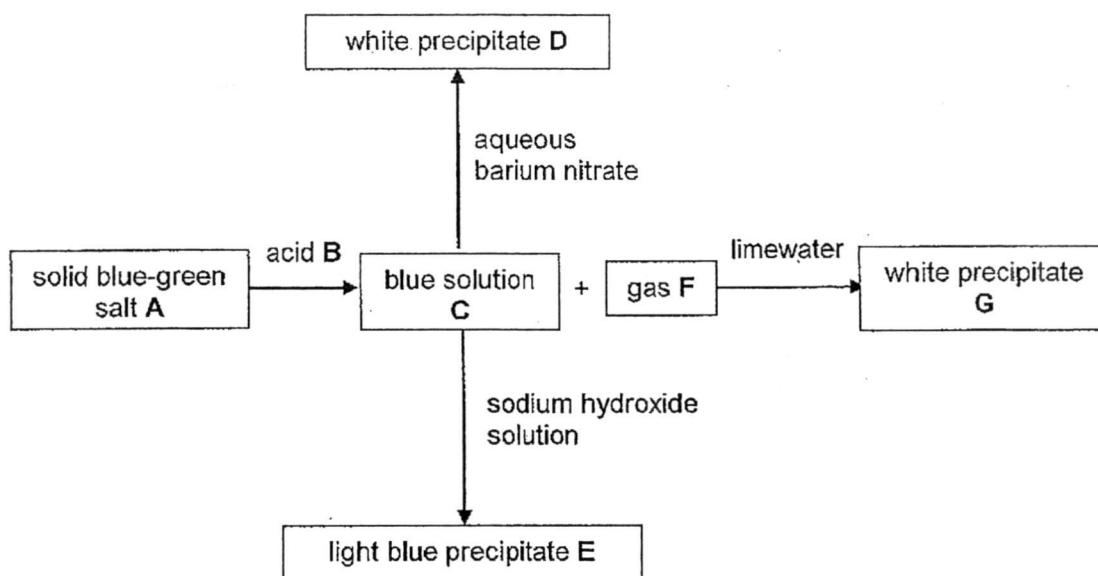 white precipitate D
aqueous
barium nitrate
acid B
limewater
solid blue-green
salt A
blue solution
C
+
gas F
white precipitate
G
sodium hydroxide
solution
light blue precipitate E